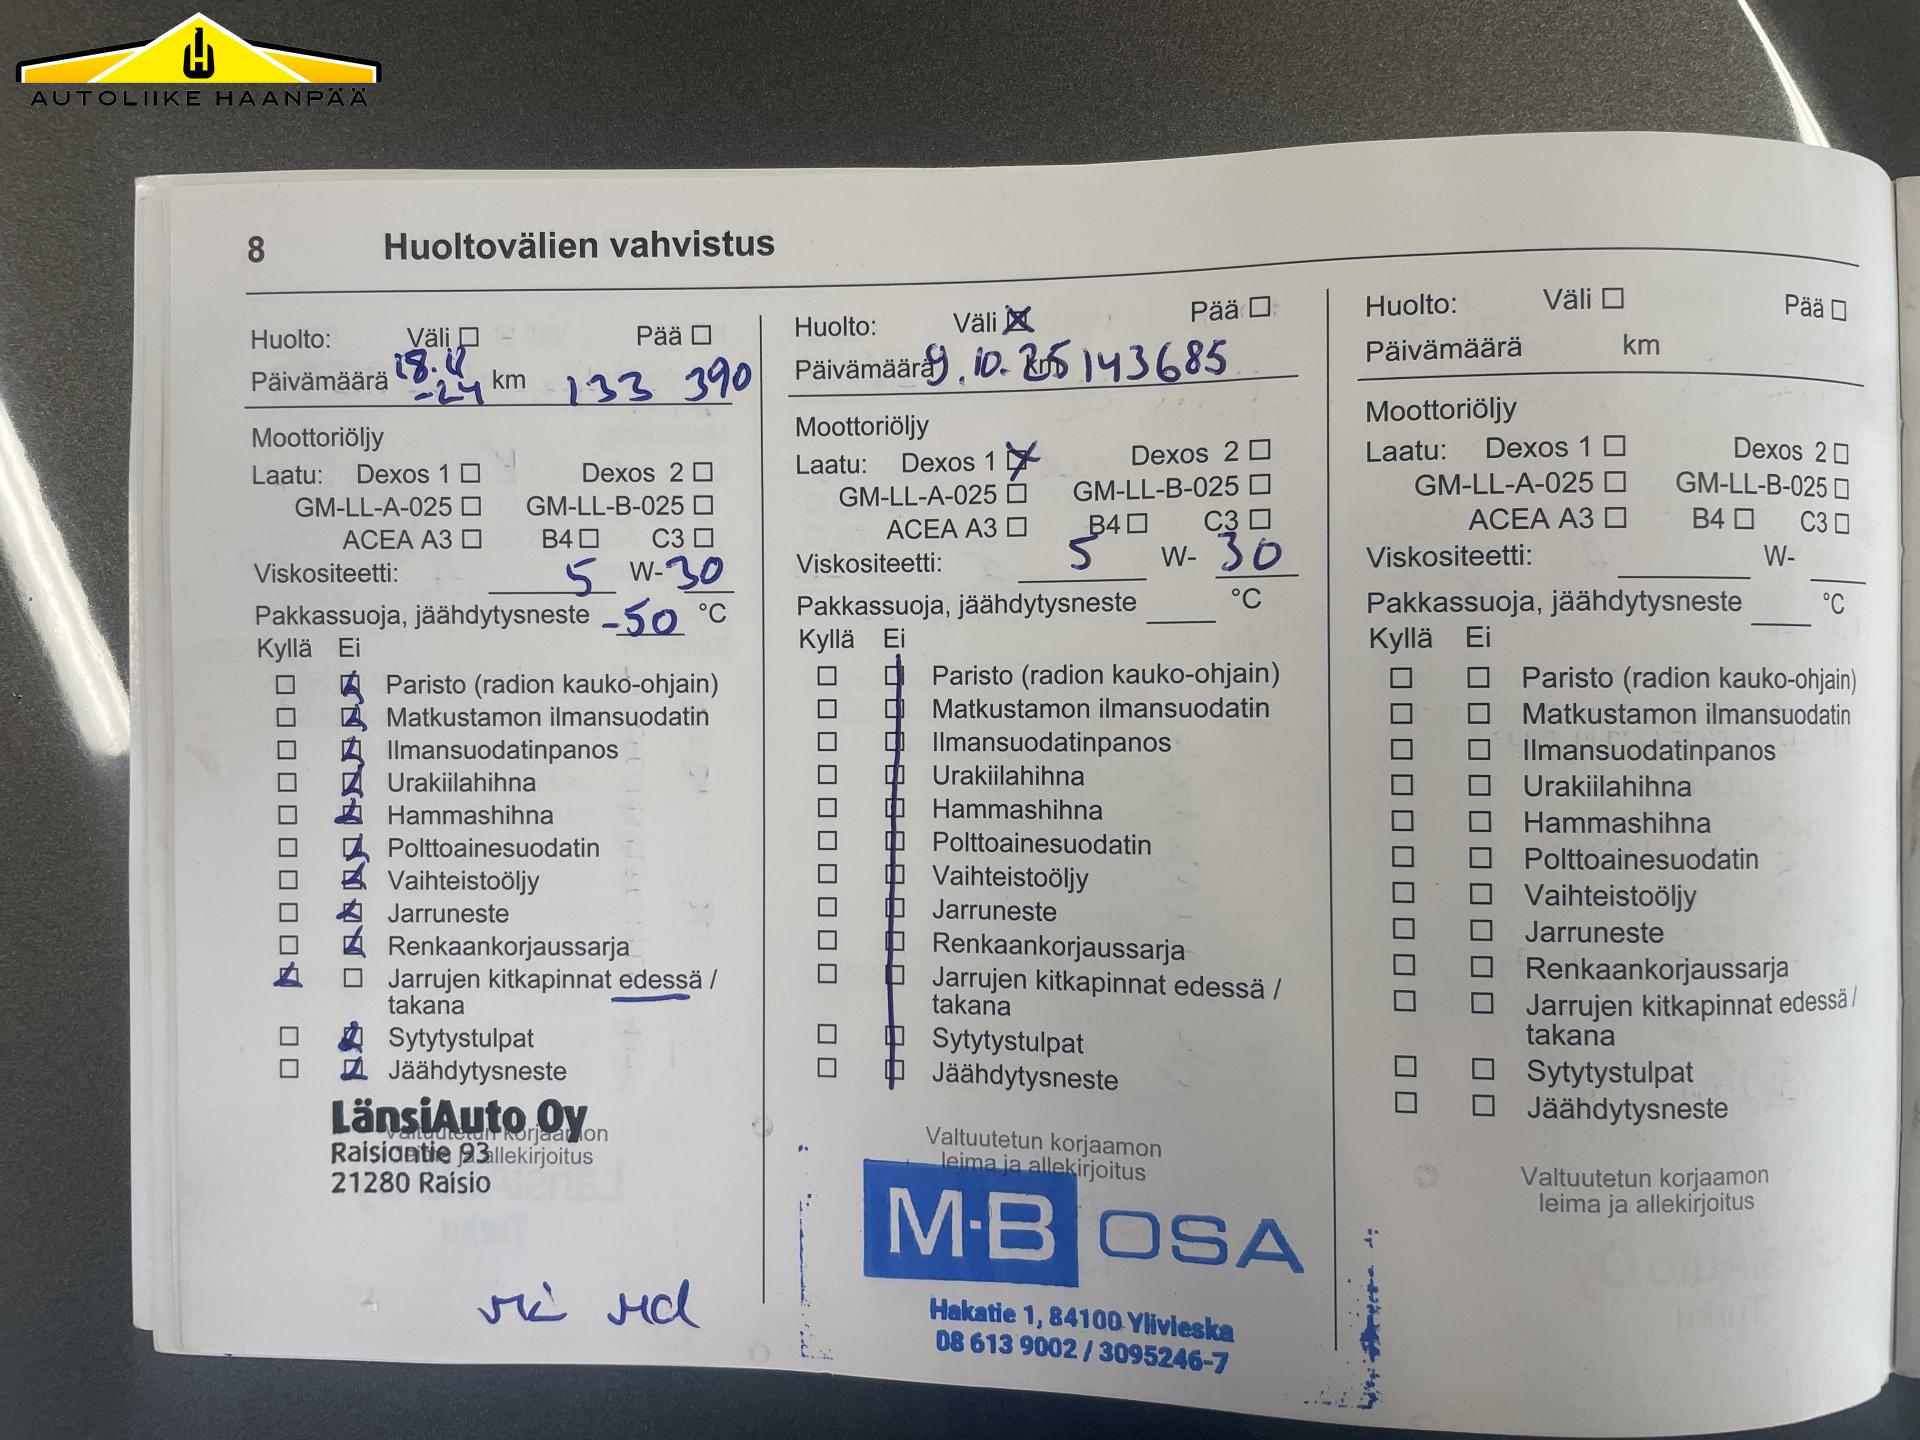 AUTOLIIKE HAANPÄÄ
8 Huoltovälien vahvistus
Huolto: Väli Pää
Päivämäärä 18.11 -24 km 133 390
Moottoriöljy
Laatu: Dexos 1 Dexos 2
GM-LL-A-025 GM-LL-B-025
ACEA A3 B4 C3
Viskositeetti: 5 W-30
Pakkassuoja, jäähdytysneste -50 °C
Kyllä Ei
Paristo (radion kauko-ohjain)
Matkustamon ilmansuodatin
Ilmansuodatinpanos
Urakiilahihna
Hammashihna
Polttoainesuodatin
Vaihteistoöljy
Jarruneste
Renkaankorjaussarja
Jarrujen kitkapinnat edessä /
takana
Sytytystulpat
Jäähdytysneste
LänsiAuto Oy
Valtuutetun korjaamon
Raisiontie 93
leima ja allekirjoitus
21280 Raisio
Huolto: Väli Pää
Päivämäärä 9.10.25 km 143685
Moottoriöljy
Laatu: Dexos 1 Dexos 2
GM-LL-A-025 GM-LL-B-025
ACEA A3 B4 C3
Viskositeetti: 5 W- 30
Pakkassuoja, jäähdytysneste °C
Kyllä Ei
Paristo (radion kauko-ohjain)
Matkustamon ilmansuodatin
Ilmansuodatinpanos
Urakiilahihna
Hammashihna
Polttoainesuodatin
Vaihteistoöljy
Jarruneste
Renkaankorjaussarja
Jarrujen kitkapinnat edessä /
takana
Sytytystulpat
Jäähdytysneste
Valtuutetun korjaamon
leima ja allekirjoitus
M-B OSA
Hakatie 1, 84100 Ylivieska
08 613 9002 / 3095246-7
Huolto: Väli Pää
Päivämäärä km
Moottoriöljy
Laatu: Dexos 1 Dexos 2
GM-LL-A-025 GM-LL-B-025
ACEA A3 B4 C3
Viskositeetti: W-
Pakkassuoja, jäähdytysneste °C
Kyllä Ei
Paristo (radion kauko-ohjain)
Matkustamon ilmansuodatin
Ilmansuodatinpanos
Urakiilahihna
Hammashihna
Polttoainesuodatin
Vaihteistoöljy
Jarruneste
Renkaankorjaussarja
Jarrujen kitkapinnat edessä /
takana
Sytytystulpat
Jäähdytysneste
Valtuutetun korjaamon
leima ja allekirjoitus